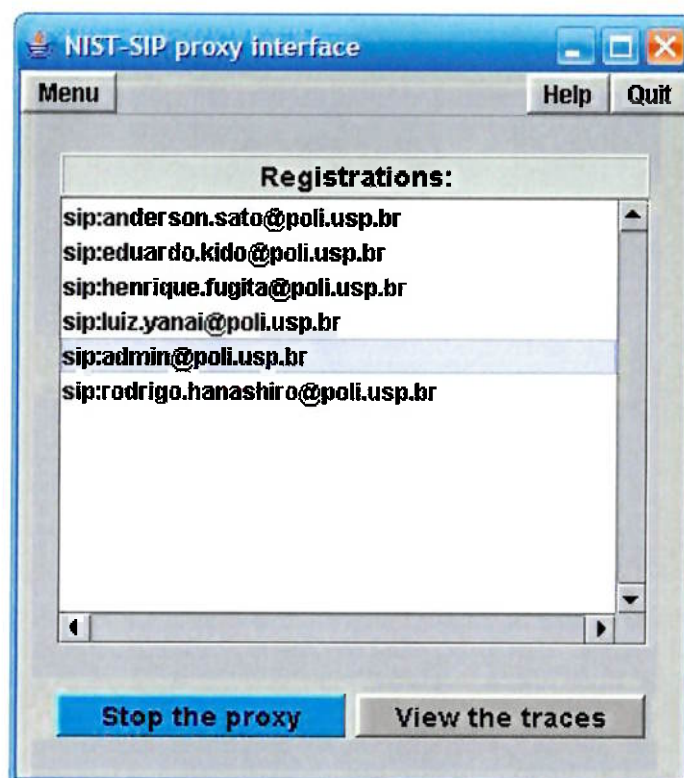 NIST-SIP proxy interface
Menu Help Quit
Registrations:
sip:anderson.sato@poli.usp.br
sip:eduardo.kido@poli.usp.br
sip:henrique.fugita@poli.usp.br
sip:luiz.yanai@poli.usp.br
sip:admin@poli.usp.br
sip:rodrigo.hanashiro@poli.usp.br
Stop the proxy View the traces